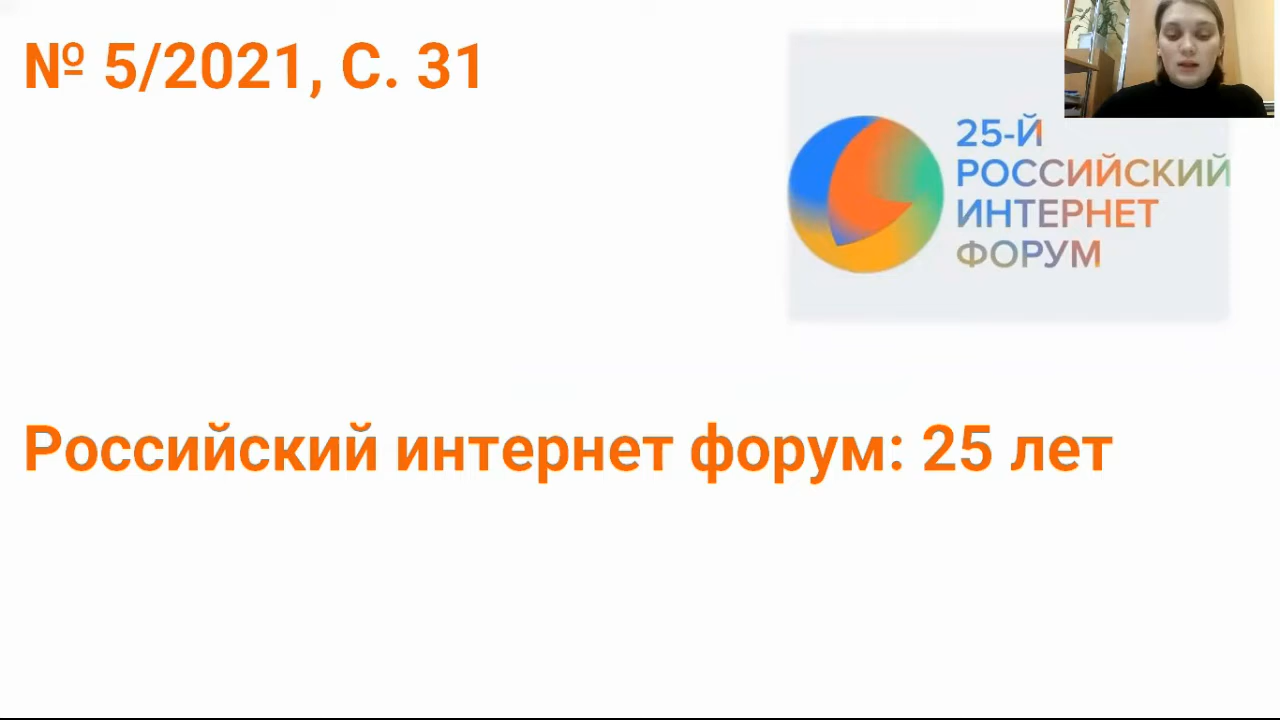 № 5/2021, С. 31
25-Й
РОССИЙСКИЙ
ИНТЕРНЕТ
ФОРУМ
Российский интернет форум: 25 лет